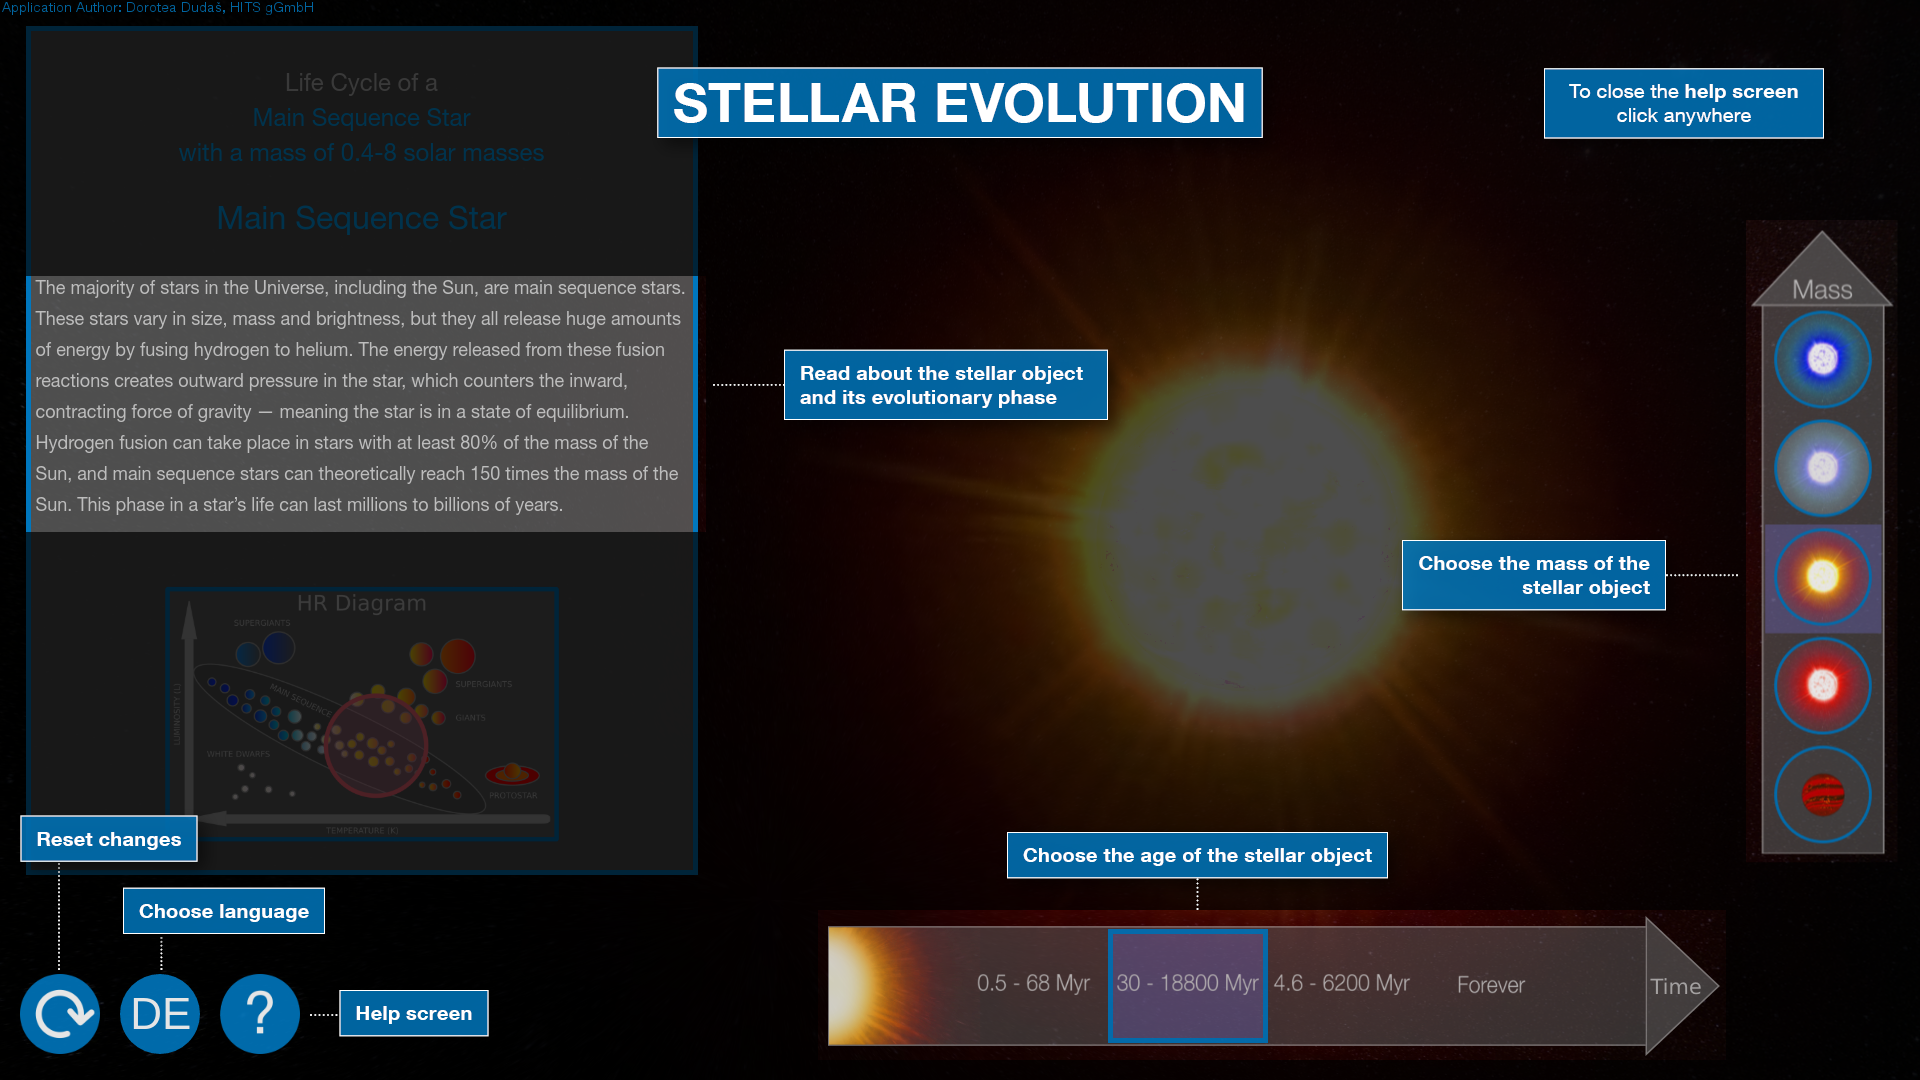 Application Author: Dorotea Dudaš, HITS gGmbH
Life Cycle of a
Main Sequence Star
with a mass of 0.4-8 solar masses
Main Sequence Star
The majority of stars in the Universe, including the Sun, are main sequence stars.
These stars vary in size, mass and brightness, but they all release huge amounts
of energy by fusing hydrogen to helium. The energy released from these fusion
reactions creates outward pressure in the star, which counters the inward,
contracting force of gravity — meaning the star is in a state of equilibrium.
Hydrogen fusion can take place in stars with at least 80% of the mass of the
Sun, and main sequence stars can theoretically reach 150 times the mass of the
Sun. This phase in a star’s life can last millions to billions of years.
HR Diagram
SUPERGIANTS
MAIN SEQUENCE
SUPERGIANTS
GIANTS
LUMINOSITY (L)
WHITE DWARFS
PROTOSTAR
TEMPERATURE (K)
STELLAR EVOLUTION
To close the help screen
click anywhere
Read about the stellar object
and its evolutionary phase
Choose the mass of the
stellar object
Mass
Choose the age of the stellar object
0.5 - 68 Myr
30 - 18800 Myr
4.6 - 6200 Myr
Forever
Time
Reset changes
Choose language
DE
?
Help screen